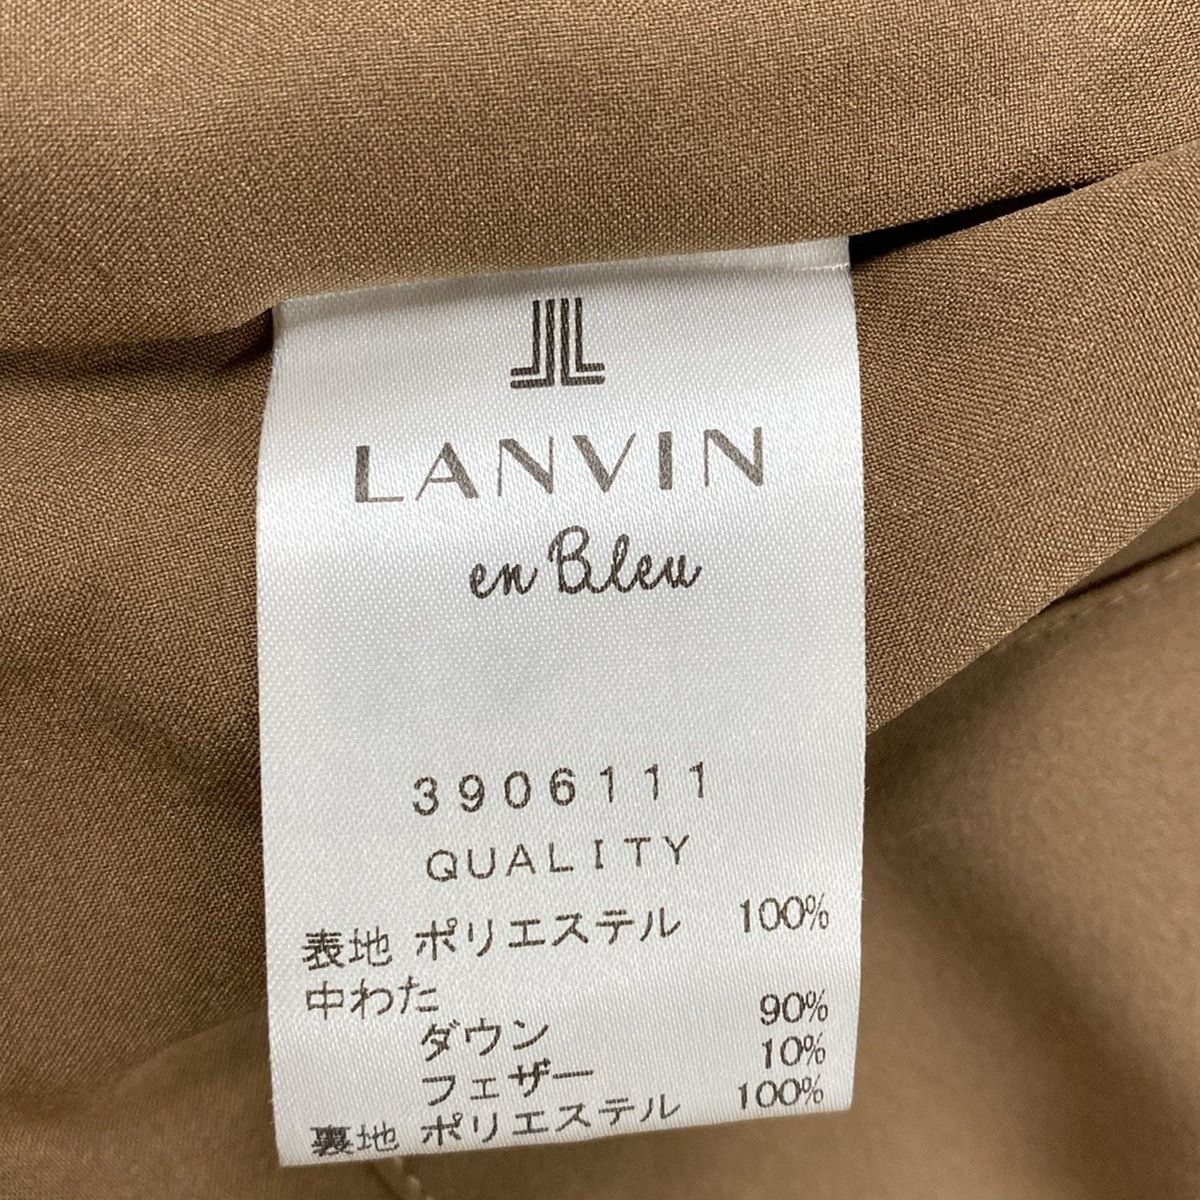 LANVIN
en Bleu
3906111
QUALITY
表地 ポリエステル 100%
中わた
ダウン 90%
フェザー 10%
裏地 ポリエステル 100%